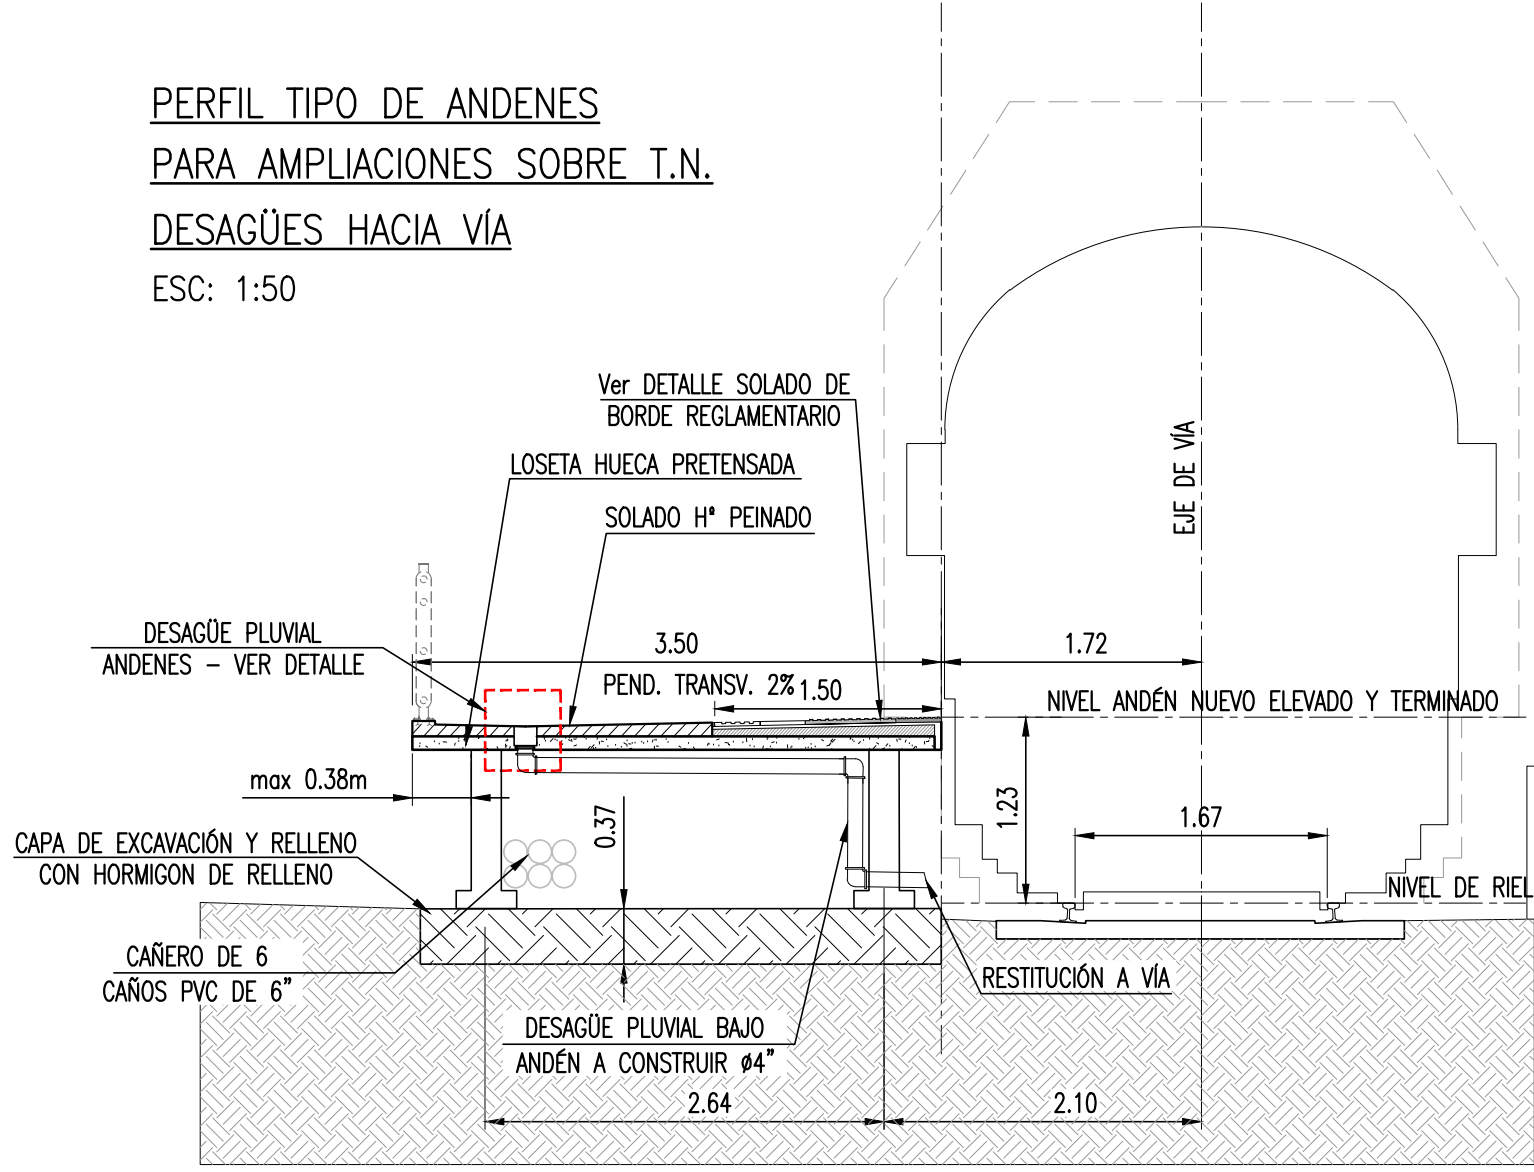 PERFIL TIPO DE ANDENES
PARA AMPLIACIONES SOBRE T.N.
DESAGÜES HACIA VÍA
ESC: 1:50
Ver DETALLE SOLADO DE
BORDE REGLAMENTARIO
LOSETA HUECA PRETENSADA
SOLADO Hº PEINADO
EJE DE VÍA
DESAGÜE PLUVIAL
ANDENES – VER DETALLE
3.50
1.72
PEND. TRANSV. 2%
1.50
NIVEL ANDÉN NUEVO ELEVADO Y TERMINADO
max 0.38m
0.37
1.23
1.67
CAPA DE EXCAVACIÓN Y RELLENO
CON HORMIGON DE RELLENO
NIVEL DE RIEL
CAÑERO DE 6
CAÑOS PVC DE 6”
RESTITUCIÓN A VÍA
DESAGÜE PLUVIAL BAJO
ANDÉN A CONSTRUIR ø4”
2.64
2.10